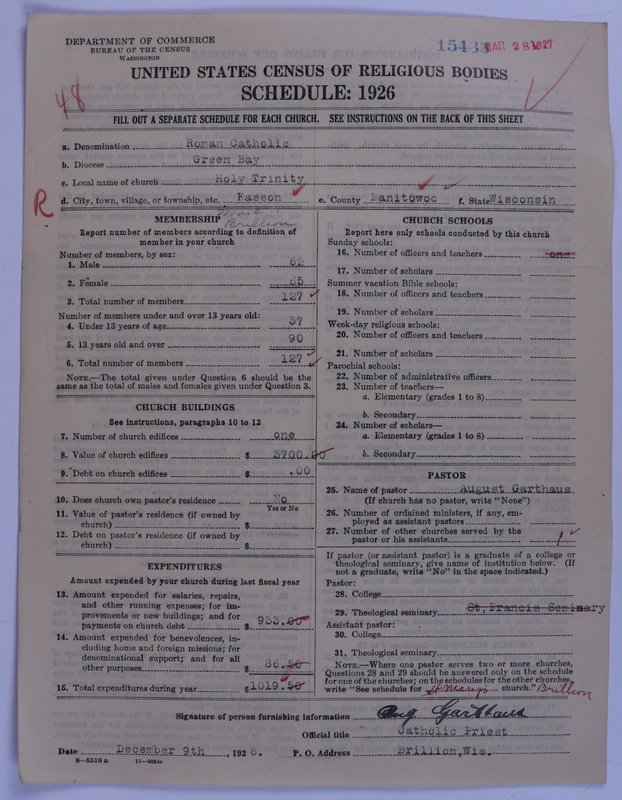 DEPARTMENT OF COMMERCE
BUREAU OF THE CENSUS
WASHINGTON
MAR 28 1927
UNITED STATES CENSUS OF RELIGIOUS BODIES
SCHEDULE: 1926
48
FILL OUT A SEPARATE SCHEDULE FOR EACH CHURCH. SEE INSTRUCTIONS ON THE BACK OF THIS SHEET
a. Denomination Roman Catholic
b. Diocese Green Bay
c. Local name of church Holy Trinity
R
d. City, town, village, or township, etc. Kasson e. County Manitowoc f. State Wisconsin
Brillion
MEMBERSHIP
Report number of members according to definition of
member in your church
Number of members, by sex:
1. Male 62
2. Female 65
3. Total number of members 127
Number of members under and over 13 years old:
4. Under 13 years of age 37
5. 13 years old and over 90
6. Total number of members 127
NOTE.—The total given under Question 6 should be the
same as the total of males and females given under Question 3.
CHURCH BUILDINGS
See instructions, paragraphs 10 to 12
7. Number of church edifices one
8. Value of church edifices $ 3700.00
9. Debt on church edifices $ .00
10. Does church own pastor's residence No
Yes or No
11. Value of pastor's residence (if owned by
church) $
12. Debt on pastor's residence (if owned by
church) $
EXPENDITURES
Amount expended by your church during last fiscal year
13. Amount expended for salaries, repairs,
and other running expenses; for im-
provements or new buildings; and for
payments on church debt $ 933.00
14. Amount expended for benevolences, in-
cluding home and foreign missions; for
denominational support; and for all
other purposes $ 86.50
15. Total expenditures during year $1019.50
CHURCH SCHOOLS
Report here only schools conducted by this church
Sunday schools:
16. Number of officers and teachers one
17. Number of scholars
Summer vacation Bible schools:
18. Number of officers and teachers
19. Number of scholars
Week-day religious schools:
20. Number of officers and teachers
21. Number of scholars
Parochial schools:
22. Number of administrative officers
23. Number of teachers—
a. Elementary (grades 1 to 8)
b. Secondary
24. Number of scholars—
a. Elementary (grades 1 to 8)
b. Secondary
PASTOR
25. Name of pastor August Garthaus
(If church has no pastor, write "None")
26. Number of ordained ministers, if any, em-
ployed as assistant pastors
27. Number of other churches served by the
pastor or his assistants 1
If pastor (or assistant pastor) is a graduate of a college or
theological seminary, give name of institution below. (If
not a graduate, write "No" in the space indicated.)
Pastor:
28. College
29. Theological seminary St, Francis Seminary
Assistant pastor:
30. College
31. Theological seminary
NOTE.—Where one pastor serves two or more churches,
Questions 28 and 29 should be answered only on the schedule
for one of the churches; on the schedules for the other churches,
write "See schedule for St Marys church." Brillion
Signature of person furnishing information Aug Garthaus
Official title Catholic Priest
Date December 9th, 1926. P. O. Address Brillion, Wis.
8—5518 a